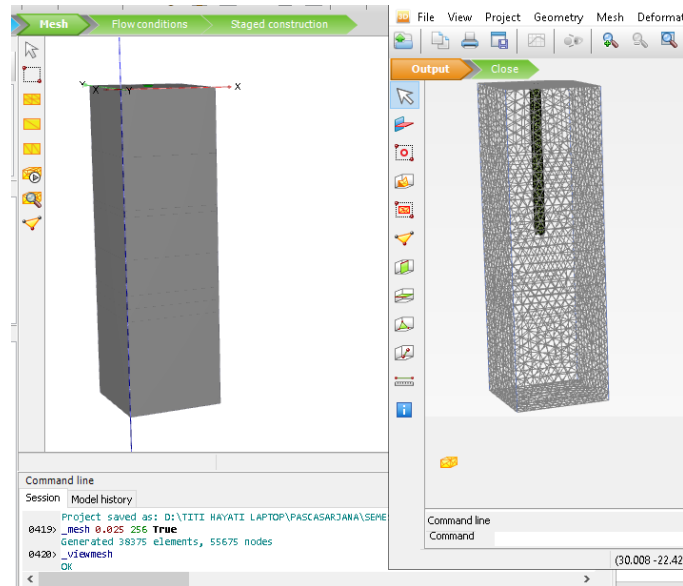 Mesh Flow conditions Staged construction
Y X Y X
Command line
Session Model history
Project saved as: D:\TITI HAYATI LAPTOP\PASCASARJANA\SEME
0419> _mesh 0.025 256 True
Generated 38375 elements, 55675 nodes
0420> _viewmesh
OK
3D File View Project Geometry Mesh Deformat
Output Close
Command line
Command
(30.008 -22.42